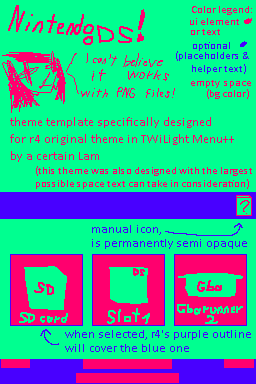 Nintendo DS!
Color legend:
ui element
or text
optional
(placeholders &
helper text)
empty space
(bg color)
I can't believe
it works
with PNG files!
theme template specifically designed
for r4 original theme in TWiLight Menu++
by a certain Lam
(this theme was also designed with the largest
possible space text can take in consideration)
?
manual icon,
is permanently semi opaque
SD
SD card
DS
Slot 1
Gba
Gbarunner
2
when selected, r4's purple outline
will cover the blue one